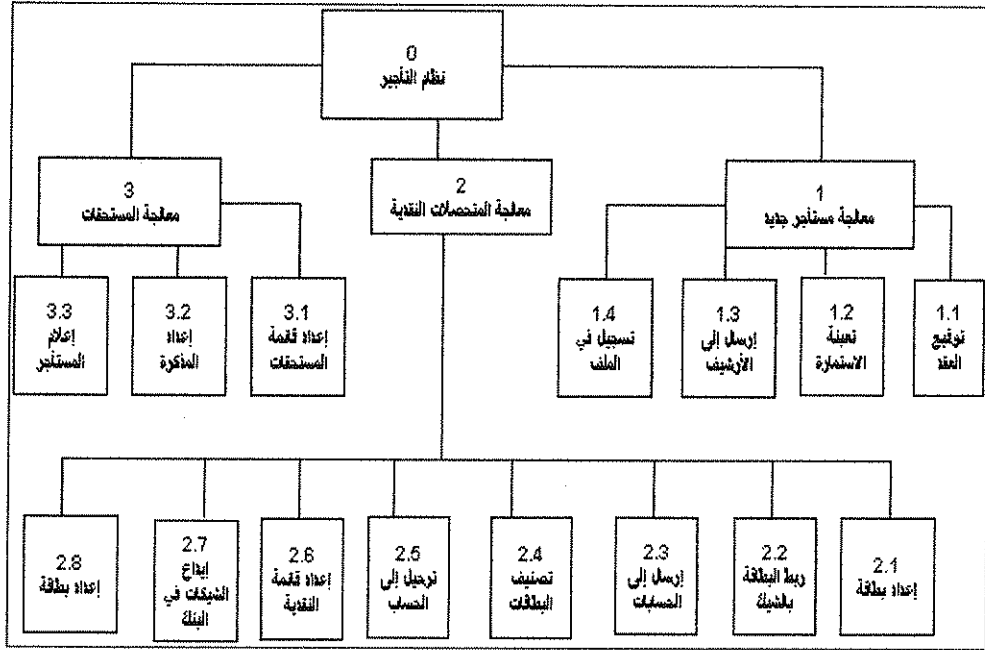 0
نظام التأجير
1
معالجة مستأجر جديد
2
معالجة المتحصلات النقدية
3
معالجة المستحقات
1.1
توقيع
العقد
1.2
تعبئة
الاستمارة
1.3
إرسال إلى
الأرشيف
1.4
تسجيل في
الملف
3.1
إعداد قائمة
المستحقات
3.2
إعداد
المذكرة
3.3
إعلام
المستأجر
2.1
إعداد بطاقة
2.2
ربط البطاقة
بالشيك
2.3
إرسال إلى
الحسابات
2.4
تصنيف
البطاقات
2.5
ترحيل إلى
الحساب
2.6
إعداد قائمة
النقدية
2.7
إيداع
الشيكات في
البنك
2.8
إعداد بطاقة